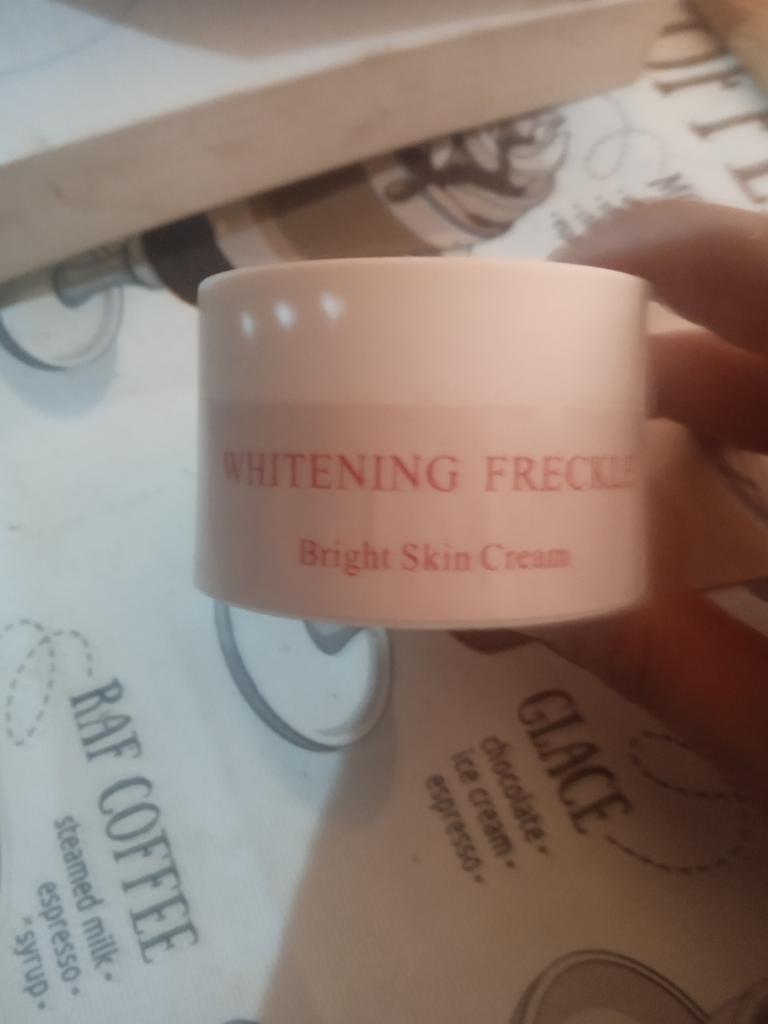 WHITENING FRECKLE
Bright Skin Cream
RAF COFFEE
steamed milk •
espresso •
• syrup •
GLACE
chocolate •
ice cream •
espresso •